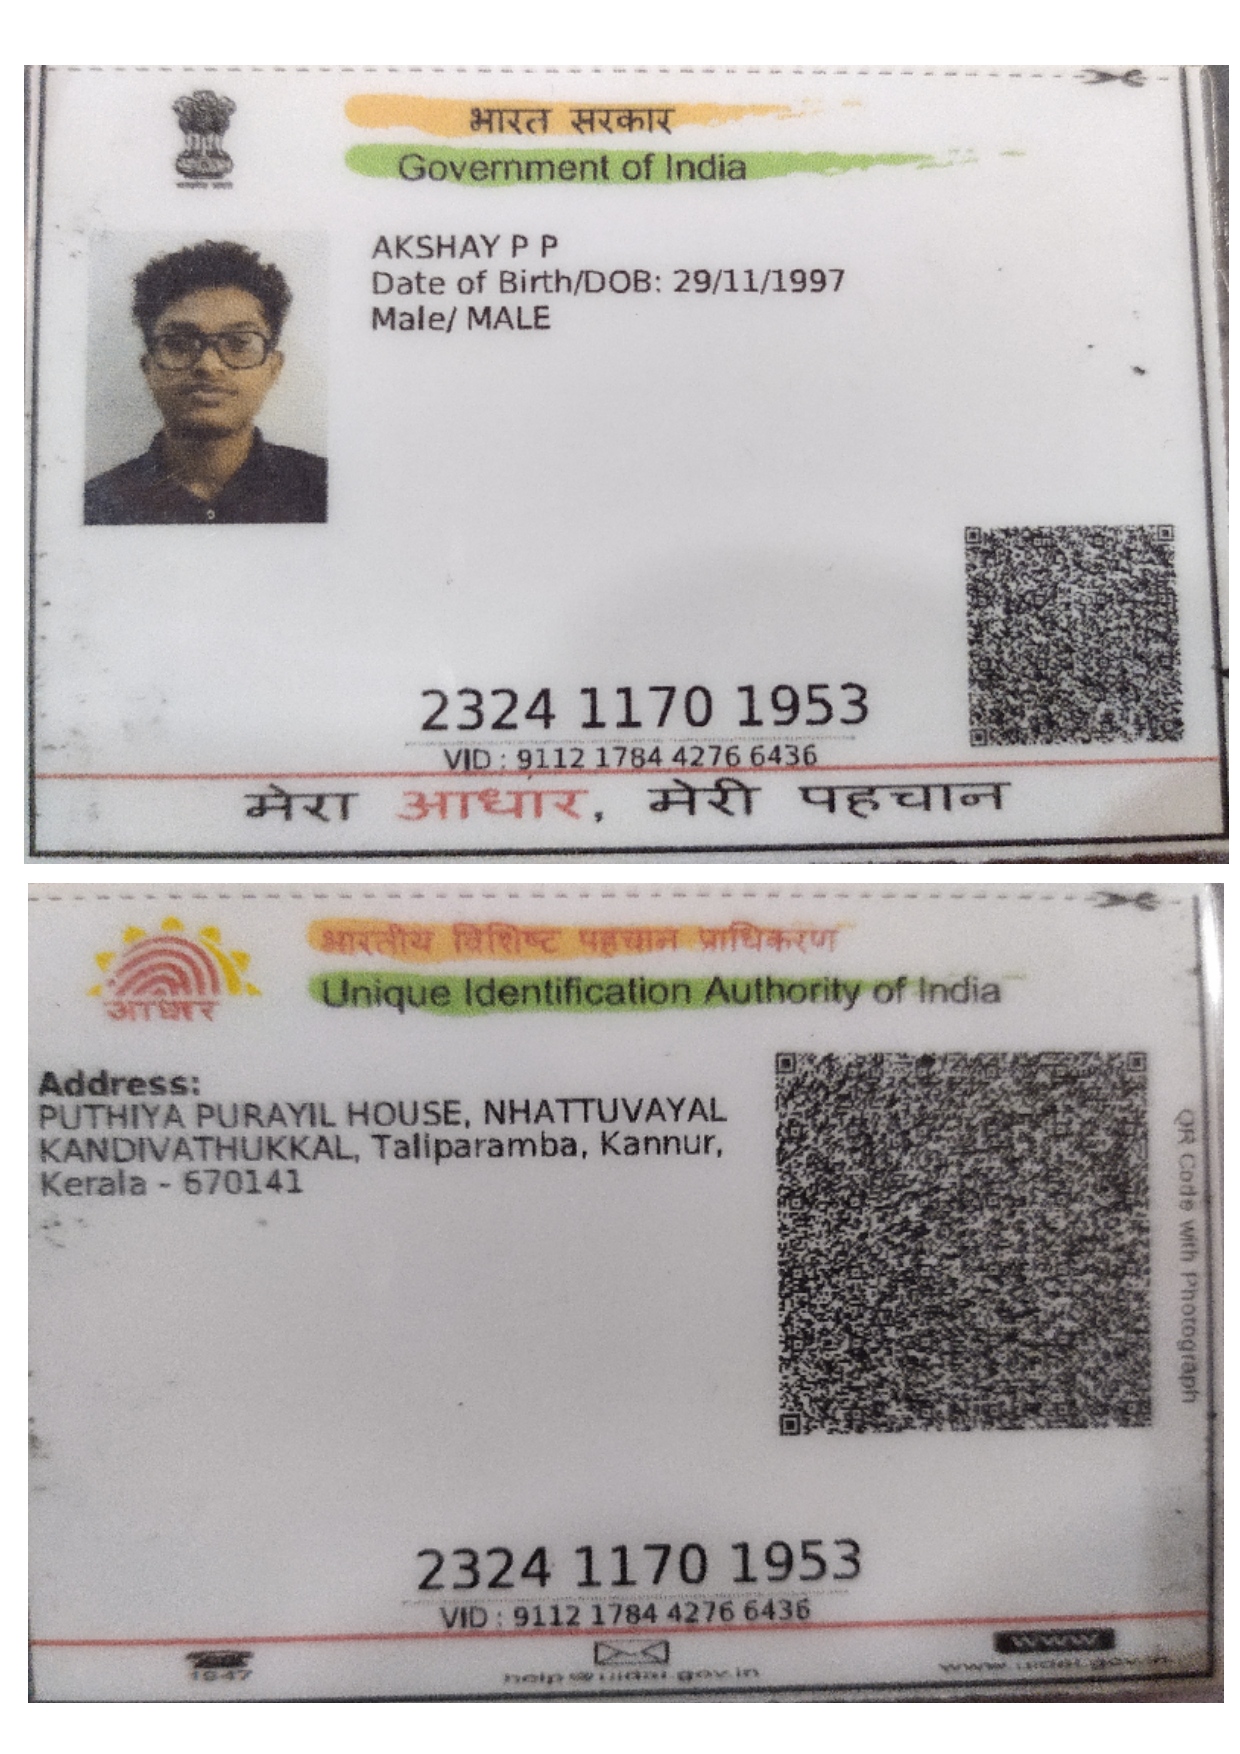 भारत सरकार
Government of India
AKSHAY P P
Date of Birth/DOB: 29/11/1997
Male/ MALE
2324 1170 1953
VID : 9112 1784 4276 6436
मेरा आधार, मेरी पहचान
भारतीय विशिष्ट पहचान प्राधिकरण
Unique Identification Authority of India
आधार
Address:
PUTHIYA PURAYIL HOUSE, NHATTUVAYAL
KANDIVATHUKKAL, Taliparamba, Kannur,
Kerala - 670141
QR Code with Photograph
2324 1170 1953
VID : 9112 1784 4276 6436
1947
help@uidai.gov.in
www
www.uidai.gov.in